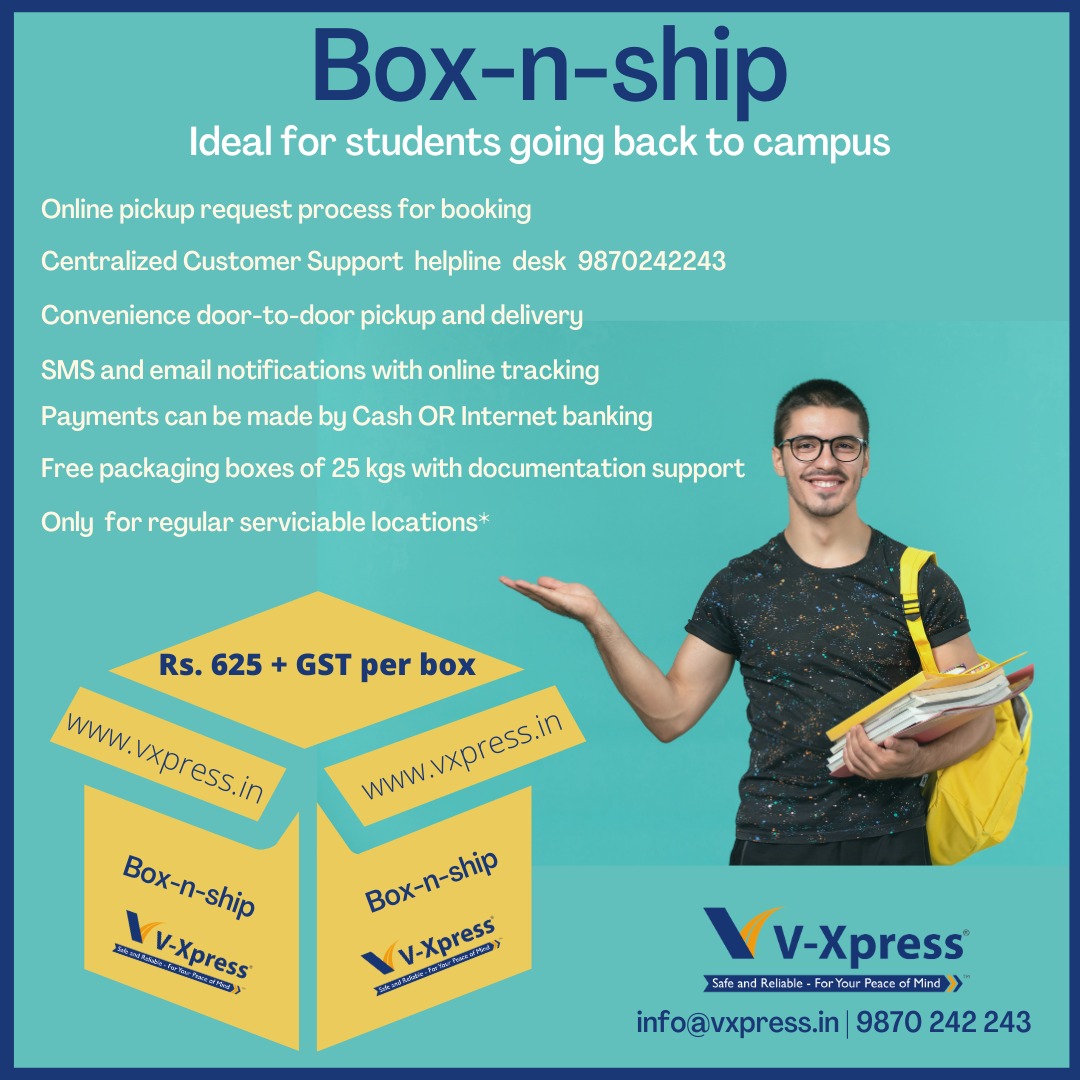 Box-n-ship
Ideal for students going back to campus
Online pickup request process for booking
Centralized Customer Support helpline desk 9870242243
Convenience door-to-door pickup and delivery
SMS and email notifications with online tracking
Payments can be made by Cash OR Internet banking
Free packaging boxes of 25 kgs with documentation support
Only for regular serviciable locations*
Rs. 625 + GST per box
www.vxpress.in
www.vxpress.in
Box-n-ship
V-Xpress®
Safe and Reliable - For Your Peace of Mind
Box-n-ship
V-Xpress®
Safe and Reliable - For Your Peace of Mind
V-Xpress®
Safe and Reliable - For Your Peace of Mind ™
info@vxpress.in | 9870 242 243